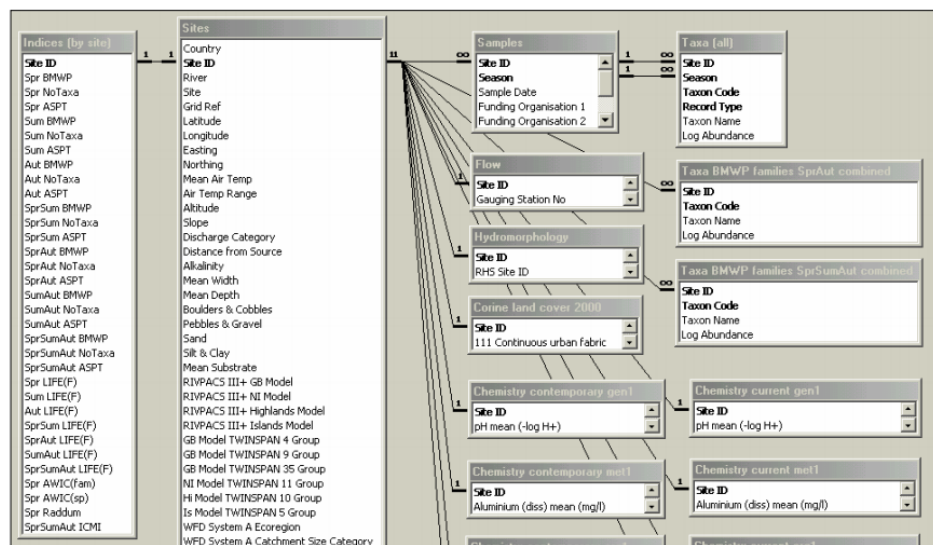 Indices (by site)
Site ID
Spr BMWP
Spr NoTaxa
Spr ASPT
Sum BMWP
Sum NoTaxa
Sum ASPT
Aut BMWP
Aut NoTaxa
Aut ASPT
SprSum BMWP
SprSum NoTaxa
SprSum ASPT
SprAut BMWP
SprAut NoTaxa
SprAut ASPT
SumAut BMWP
SumAut NoTaxa
SumAut ASPT
SprSumAut BMWP
SprSumAut NoTaxa
SprSumAut ASPT
Spr LIFE(F)
Sum LIFE(F)
Aut LIFE(F)
SprSum LIFE(F)
SprAut LIFE(F)
SumAut LIFE(F)
SprSumAut LIFE(F)
Spr AWIC(fam)
Spr AWIC(sp)
Spr Raddum
SprSumAut ICMI
1 1
Sites
Country
Site ID
River
Site
Grid Ref
Latitude
Longitude
Easting
Northing
Mean Air Temp
Air Temp Range
Altitude
Slope
Discharge Category
Distance from Source
Alkalinity
Mean Width
Mean Depth
Boulders & Cobbles
Pebbles & Gravel
Sand
Silt & Clay
Mean Substrate
RIVPACS III+ GB Model
RIVPACS III+ NI Model
RIVPACS III+ Highlands Model
RIVPACS III+ Islands Model
GB Model TWINSPAN 4 Group
GB Model TWINSPAN 9 Group
GB Model TWINSPAN 35 Group
NI Model TWINSPAN 11 Group
Hi Model TWINSPAN 10 Group
Is Model TWINSPAN 5 Group
WFD System A Ecoregion
WFD System A Catchment Size Category
11
∞
Samples
Site ID
Season
Sample Date
Funding Organisation 1
Funding Organisation 2
1 ∞
1 ∞
Taxa (all)
Site ID
Season
Taxon Code
Record Type
Taxon Name
Log Abundance
1
Flow
Site ID
Gauging Station No
∞
Taxa BMWP families SprAut combined
Site ID
Taxon Code
Taxon Name
Log Abundance
1
Hydromorphology
Site ID
RHS Site ID
∞
Taxa BMWP families SprSumAut combined
Site ID
Taxon Code
Taxon Name
Log Abundance
1
Corine land cover 2000
Site ID
111 Continuous urban fabric
1
Chemistry contemporary gen1
Site ID
pH mean (-log H+)
1
Chemistry current gen1
Site ID
pH mean (-log H+)
1
Chemistry contemporary met1
Site ID
Aluminium (diss) mean (mg/l)
1
Chemistry current met1
Site ID
Aluminium (diss) mean (mg/l)